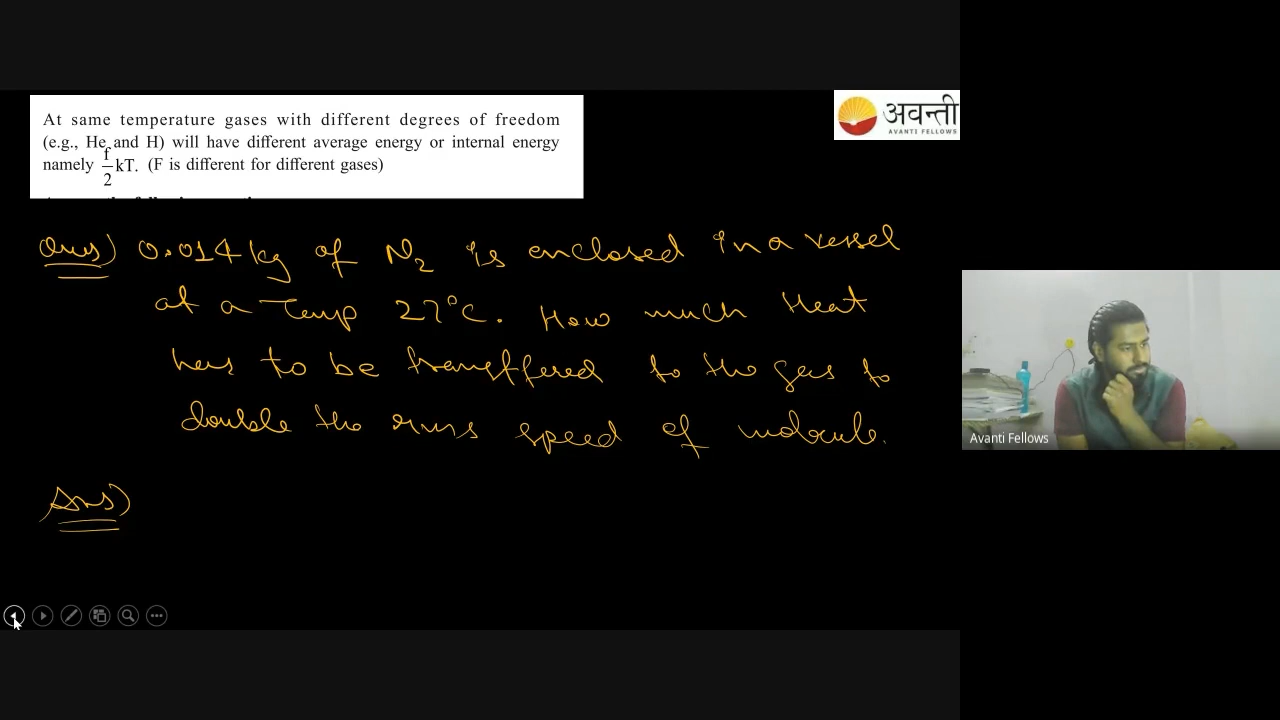 At same temperature gases with different degrees of freedom
(e.g., He and H) will have different average energy or internal energy
namely f/2 kT. (F is different for different gases)
अवन्ती
AVANTI FELLOWS
Ques) 0.014 kg of N₂ is enclosed in a vessel
at a Temp 27°C. How much Heat
has to be transffered to the gas to
double the rms speed of molecule.
Ans)
Avanti Fellows